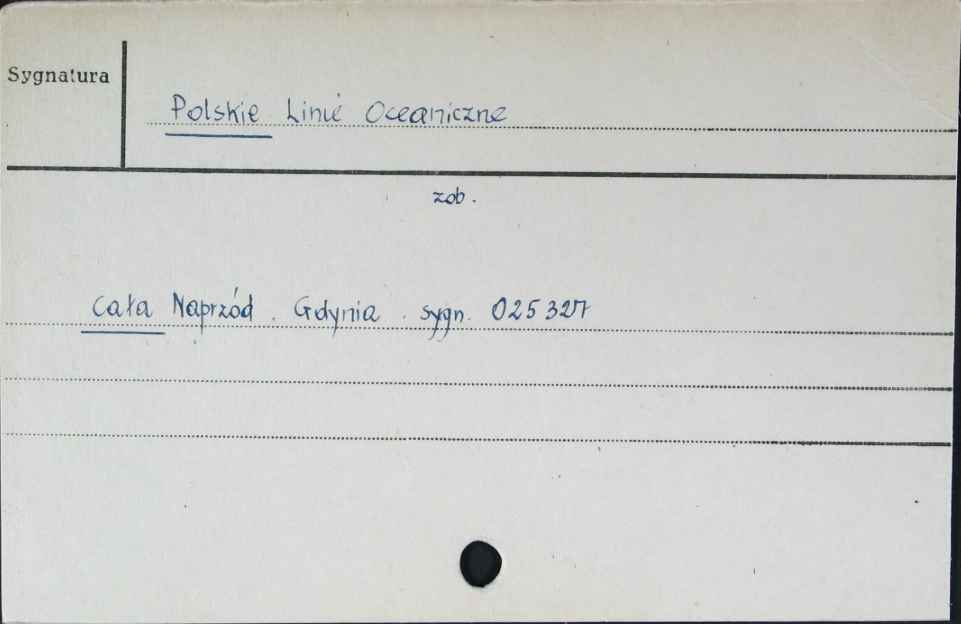 Sygnatura
Polskie Linie Oceaniczne
zob.
Cała Naprzód. Gdynia. sygn. 025327